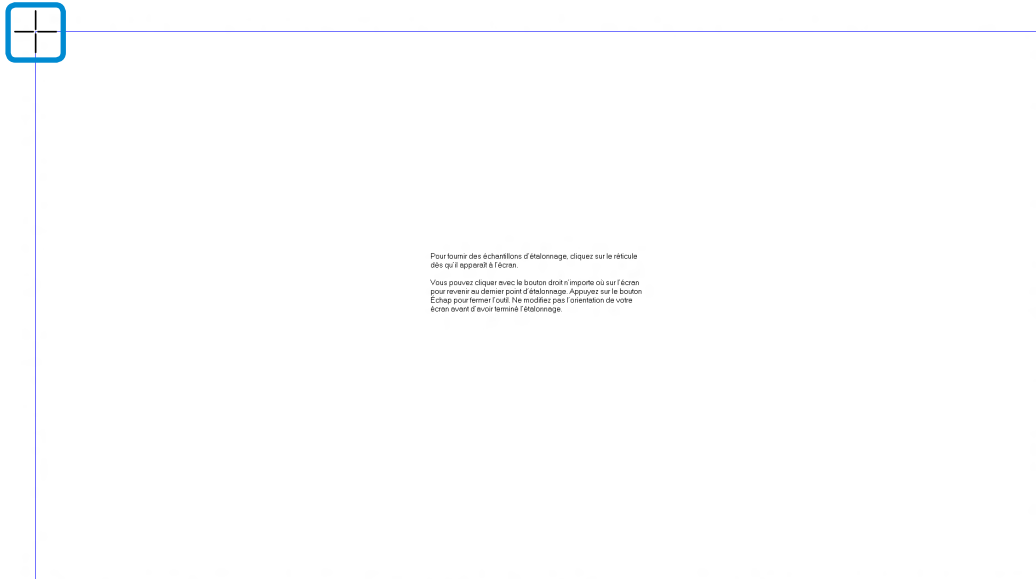 Pour fournir des échantillons d'étalonnage, cliquez sur le réticule
dès qu'il apparaît à l'écran.
Vous pouvez cliquer avec le bouton droit n'importe où sur l'écran
pour revenir au dernier point d'étalonnage. Appuyez sur le bouton
Échap pour fermer l'outil. Ne modifiez pas l'orientation de votre
écran avant d'avoir terminé l'étalonnage.